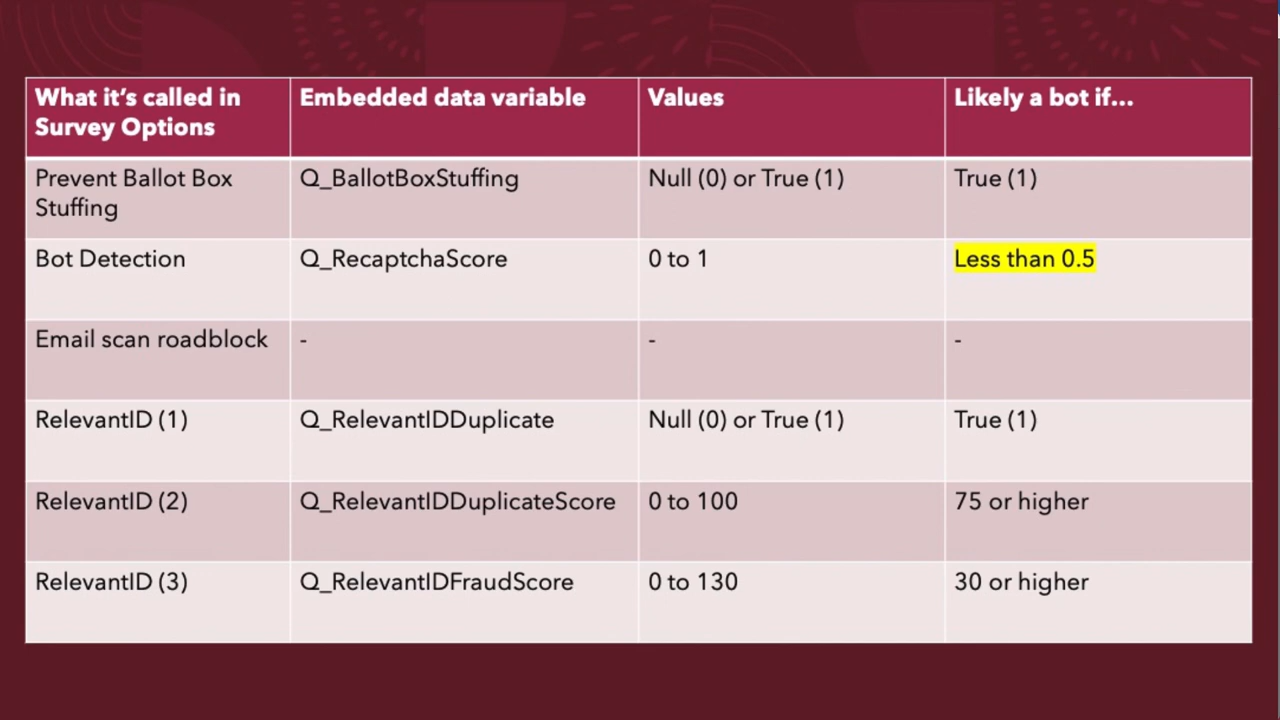 What it's called in
Survey Options
Embedded data variable
Values
Likely a bot if...
Prevent Ballot Box
Stuffing
Q_BallotBoxStuffing
Null (0) or True (1)
True (1)
Bot Detection
Q_RecaptchaScore
0 to 1
Less than 0.5
Email scan roadblock
-
-
-
RelevantID (1)
Q_RelevantIDDuplicate
Null (0) or True (1)
True (1)
RelevantID (2)
Q_RelevantIDDuplicateScore
0 to 100
75 or higher
RelevantID (3)
Q_RelevantIDFraudScore
0 to 130
30 or higher